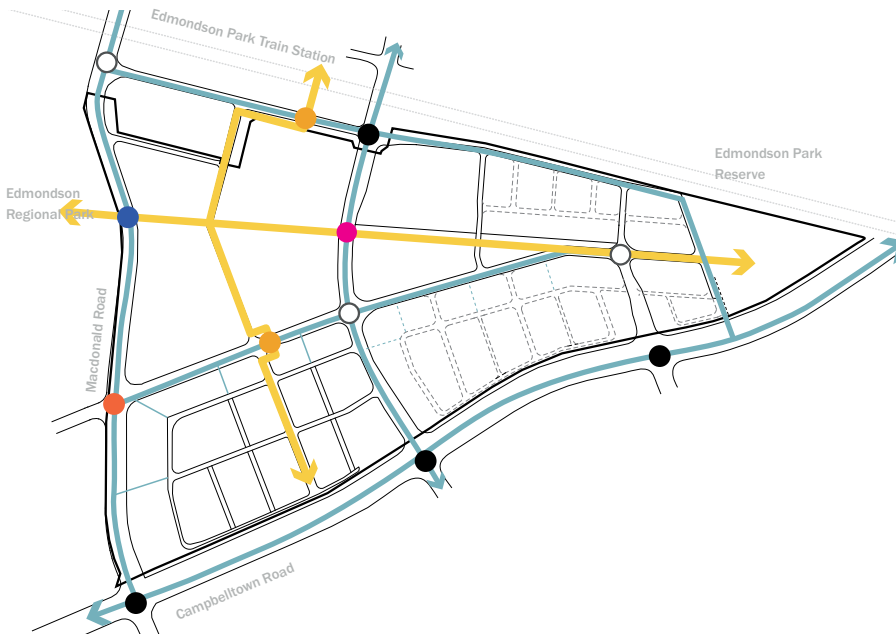 Edmondson Park Train Station
Edmondson Park
Reserve
Edmondson
Regional Park
Macdonald Road
Campbelltown Road